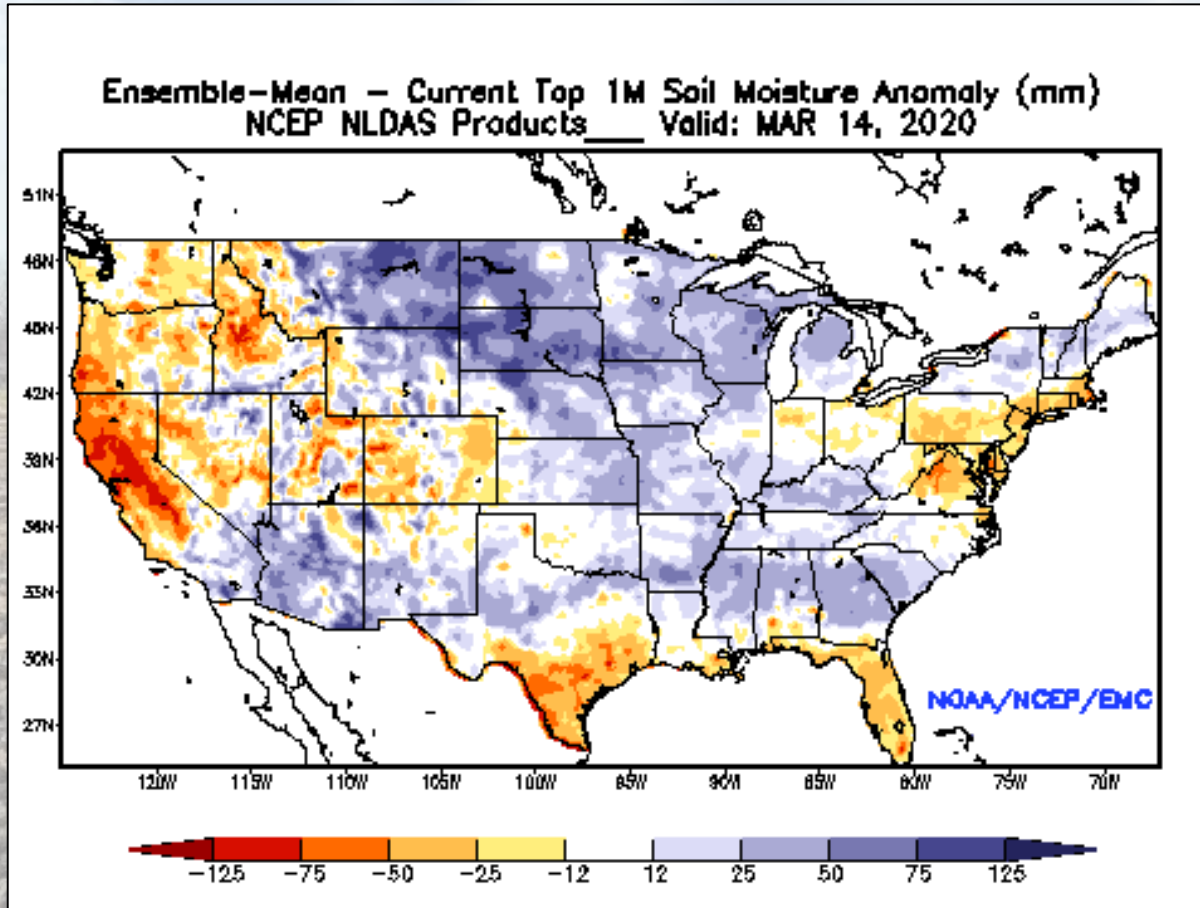 Ensemble-Mean - Current Top 1M Soil Moisture Anomaly (mm)
NCEP NLDAS Products___ Valid: MAR 14, 2020
51N
48N
45N
42N
39N
36N
33N
30N
27N
NOAA/NCEP/EMC
120W 115W 110W 105W 100W 95W 90W 85W 80W 75W 70W
-125 -75 -50 -25 -12 12 25 50 75 125